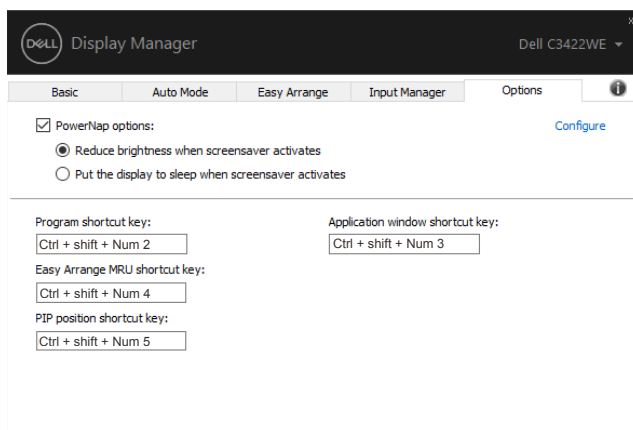 DELL Display Manager Dell C3422WE
Basic Auto Mode Easy Arrange Input Manager Options
PowerNap options: Configure
Reduce brightness when screensaver activates
Put the display to sleep when screensaver activates
Program shortcut key: Application window shortcut key:
Ctrl + shift + Num 2 Ctrl + shift + Num 3
Easy Arrange MRU shortcut key:
Ctrl + shift + Num 4
PIP position shortcut key:
Ctrl + shift + Num 5